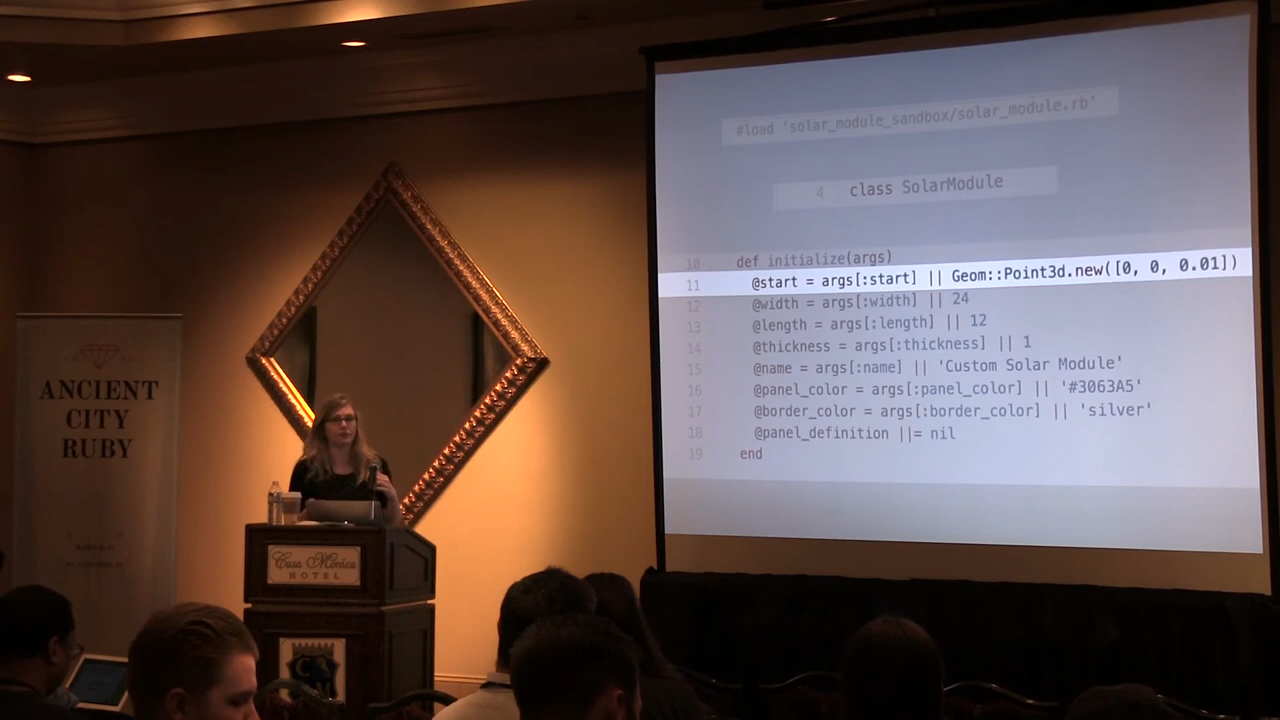 ANCIENT
CITY
RUBY
Casa Monica
HOTEL
#load 'solar_module_sandbox/solar_module.rb'
4 class SolarModule
10 def initialize(args)
11 @start = args[:start] || Geom::Point3d.new([0, 0, 0.01])
12 @width = args[:width] || 24
13 @length = args[:length] || 12
14 @thickness = args[:thickness] || 1
15 @name = args[:name] || 'Custom Solar Module'
16 @panel_color = args[:panel_color] || '#3063A5'
17 @border_color = args[:border_color] || 'silver'
18 @panel_definition ||= nil
19 end